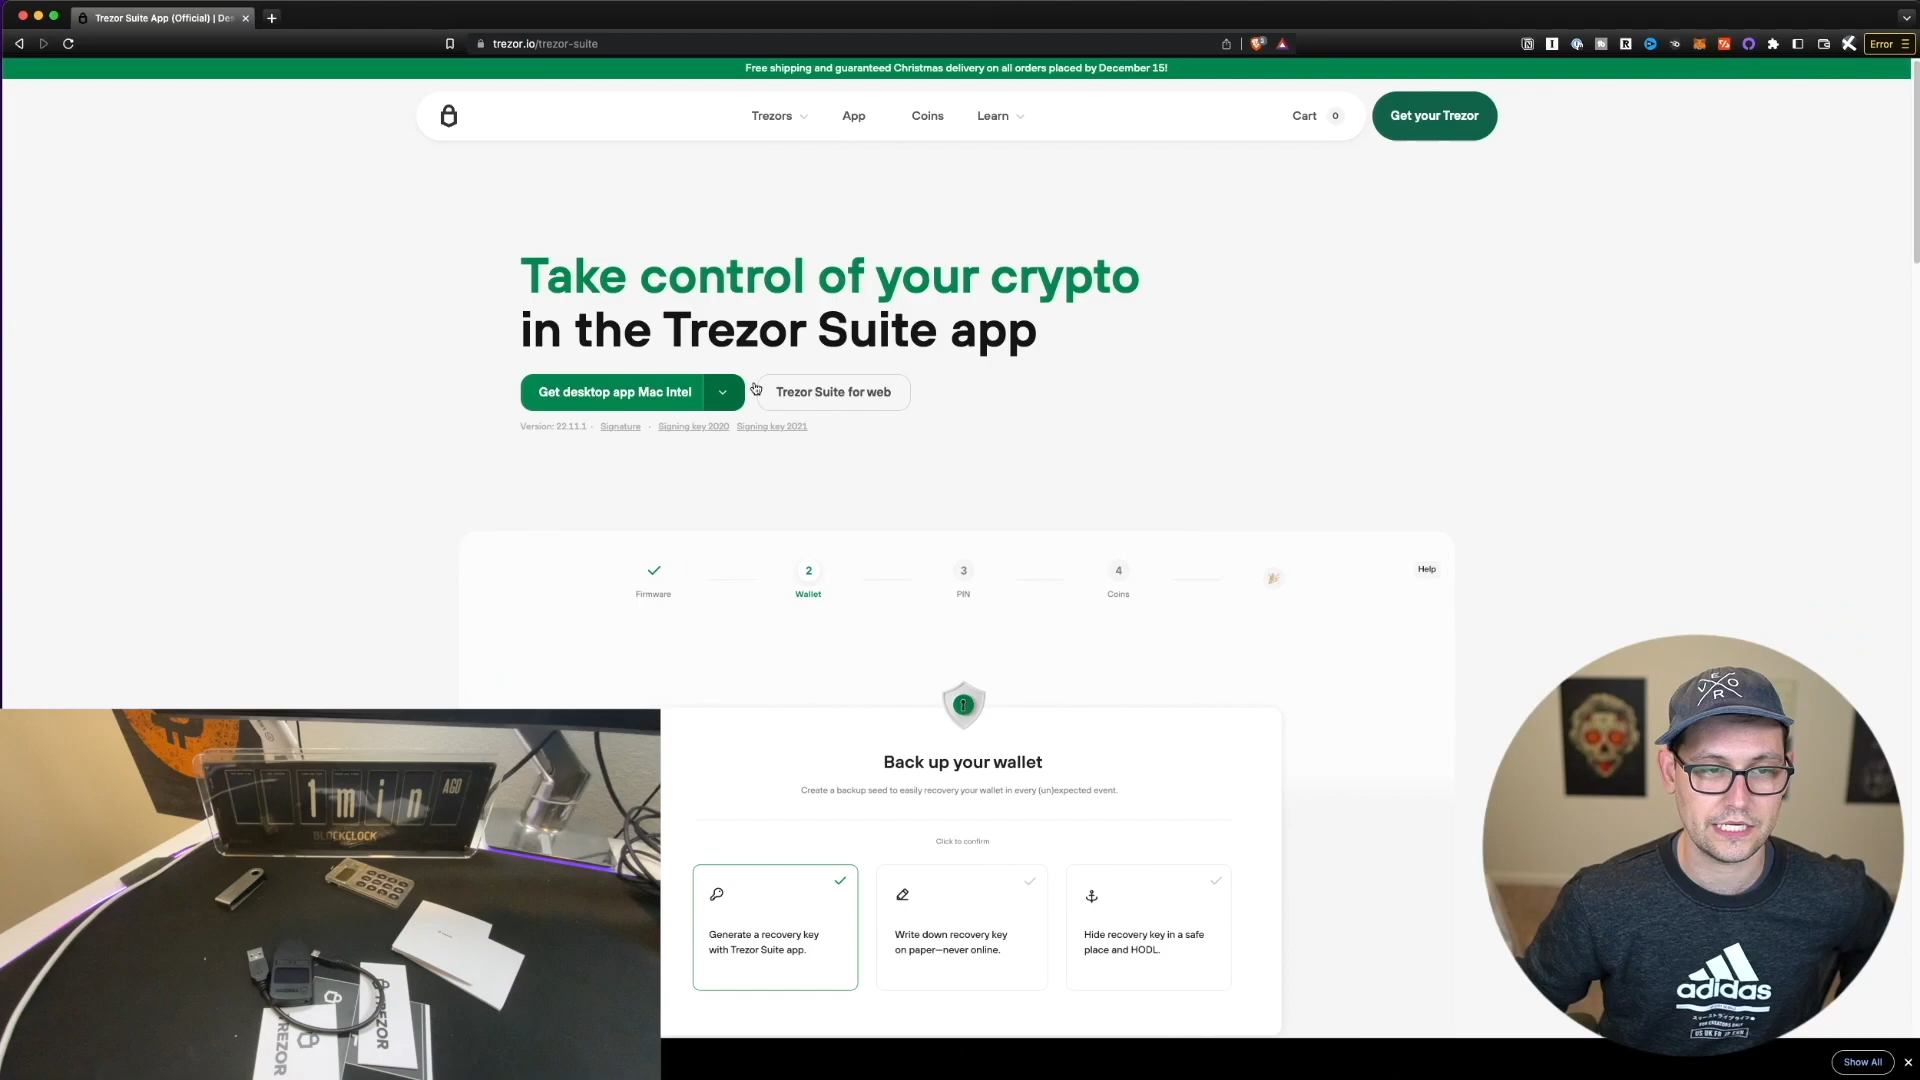 Trezor Suite App (Official) | Des
trezor.io/trezor-suite
Error
Free shipping and guaranteed Christmas delivery on all orders placed by December 15!
Trezors
App
Coins
Learn
Cart
0
Get your Trezor
Take control of your crypto
in the Trezor Suite app
Get desktop app Mac Intel
Trezor Suite for web
Version: 22.11.1 · Signature · Signing key 2020 Signing key 2021
2
3
4
Help
Firmware
Wallet
PIN
Coins
Back up your wallet
Create a backup seed to easily recovery your wallet in every (un)expected event.
Click to confirm
Generate a recovery key
with Trezor Suite app.
Write down recovery key
on paper—never online.
Hide recovery key in a safe
place and HODL.
1 min
AGO
BLOCKCLOCK
TREZOR
TREZOR
adidas
Show All